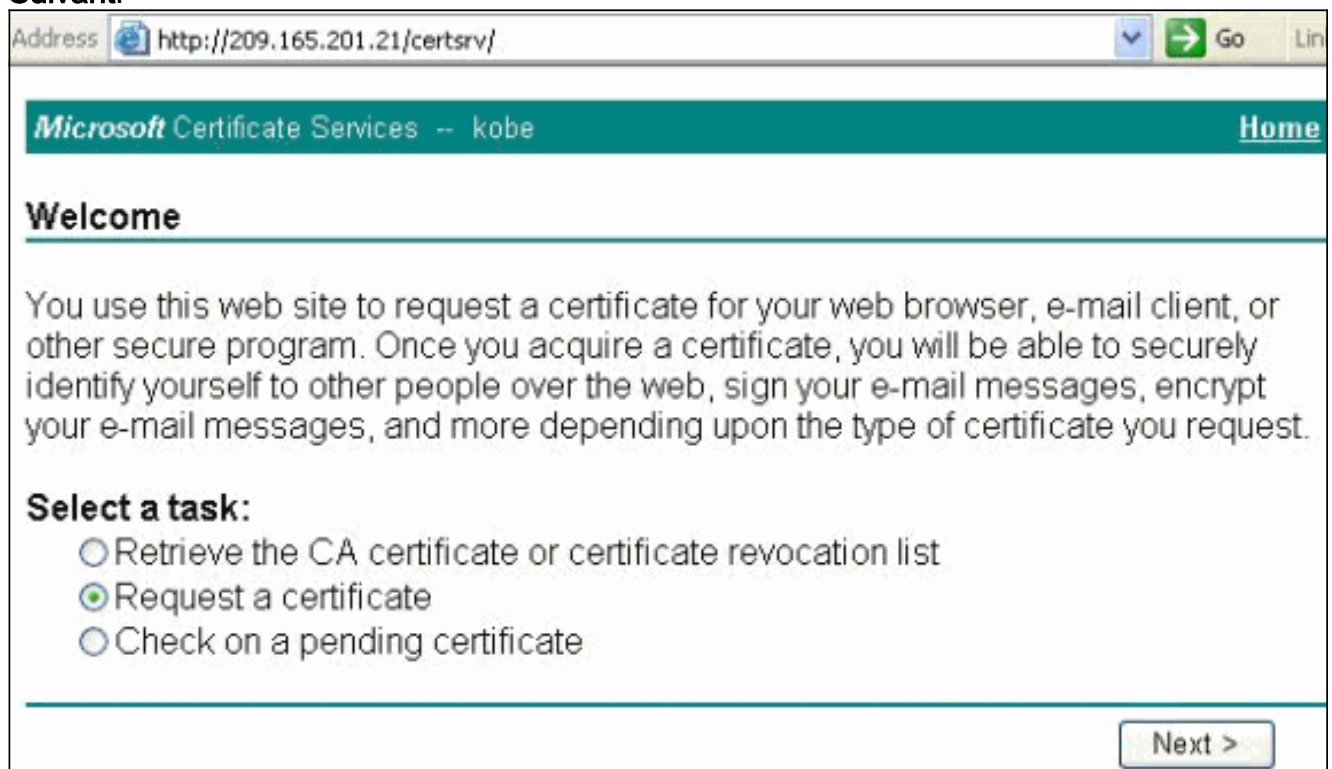 Suivant.
Address http://209.165.201.21/certsrv/ Go Lin
Microsoft Certificate Services -- kobe Home
Welcome
You use this web site to request a certificate for your web browser, e-mail client, or
other secure program. Once you acquire a certificate, you will be able to securely
identify yourself to other people over the web, sign your e-mail messages, encrypt
your e-mail messages, and more depending upon the type of certificate you request.
Select a task:
Retrieve the CA certificate or certificate revocation list
Request a certificate
Check on a pending certificate
Next >